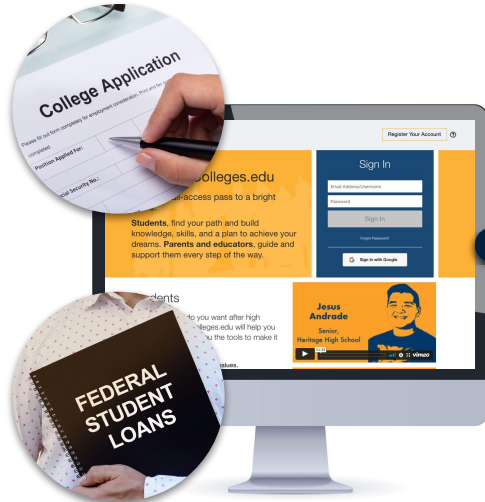 College Application
Please fill out form completely for employment consideration. Print and
completed.
Position Applied For:
Social Security No.:
Register Your Account
olleges.edu
Sign In
Email Address/Username
Password
Sign In
Forgot Password?
Sign In with Google
all-access pass to a bright
Students, find your path and build
knowledge, skills, and a plan to achieve your
dreams. Parents and educators, guide and
support them every step of the way.
dents
do you want after high
olleges.edu will help you
ou the tools to make it
alues.
Jesus
Andrade
Senior,
Heritage High School
vimeo
FEDERAL
STUDENT
LOANS